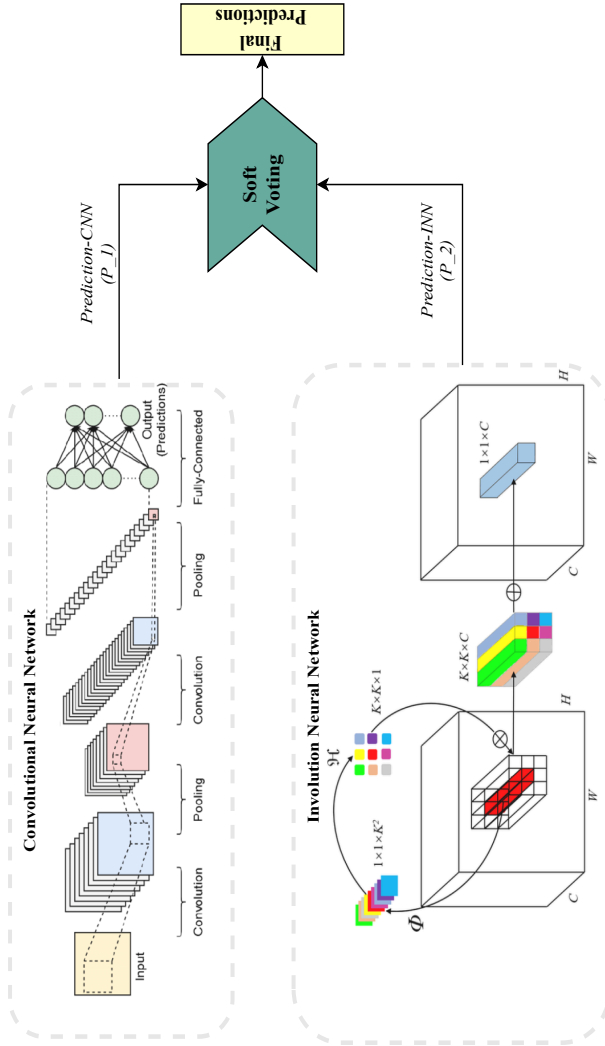 Convolutional Neural Network
Input
Convolution
Pooling
Convolution
Pooling
Fully-Connected
Output
(Predictions)
Prediction-CNN
(P_1)
Involution Neural Network
Φ
1×1×K²
ℋ
K×K×1
⊗
C
W
H
K×K×C
⊕
1×1×C
C
W
H
Prediction-INN
(P_2)
Soft
Voting
Final
Predictions